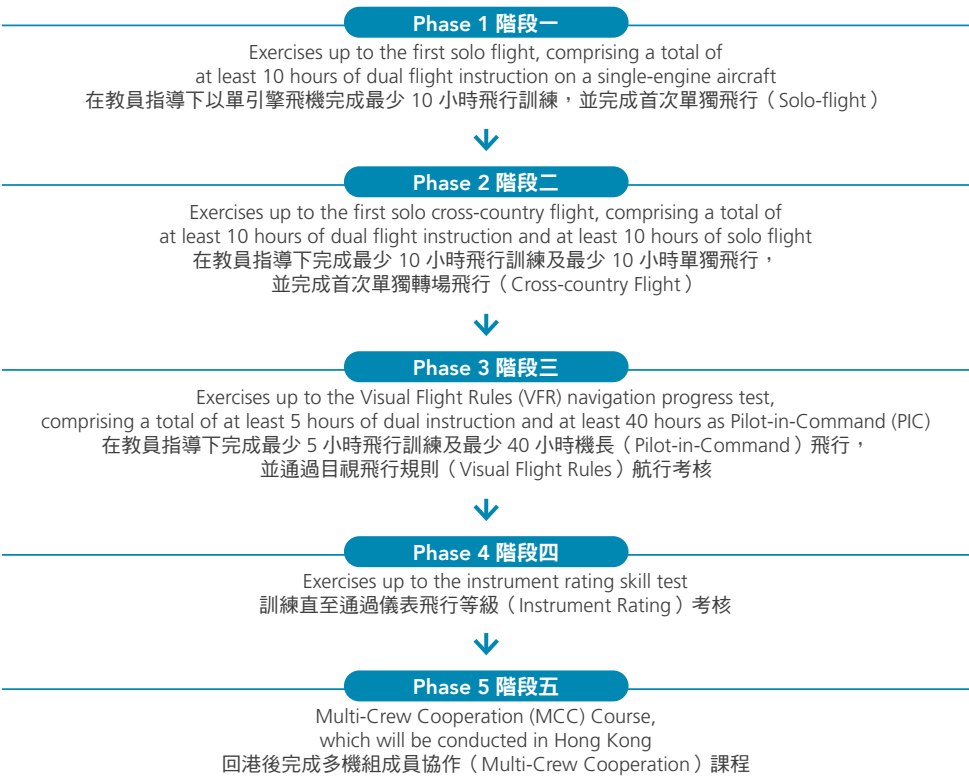 Phase 1 階段一
Exercises up to the first solo flight, comprising a total of
at least 10 hours of dual flight instruction on a single-engine aircraft
在教員指導下以單引擎飛機完成最少 10 小時飛行訓練，並完成首次單獨飛行（Solo-flight）
Phase 2 階段二
Exercises up to the first solo cross-country flight, comprising a total of
at least 10 hours of dual flight instruction and at least 10 hours of solo flight
在教員指導下完成最少 10 小時飛行訓練及最少 10 小時單獨飛行，
並完成首次單獨轉場飛行（Cross-country Flight）
Phase 3 階段三
Exercises up to the Visual Flight Rules (VFR) navigation progress test,
comprising a total of at least 5 hours of dual instruction and at least 40 hours as Pilot-in-Command (PIC)
在教員指導下完成最少 5 小時飛行訓練及最少 40 小時機長（Pilot-in-Command）飛行，
並通過目視飛行規則（Visual Flight Rules）航行考核
Phase 4 階段四
Exercises up to the instrument rating skill test
訓練直至通過儀表飛行等級（Instrument Rating）考核
Phase 5 階段五
Multi-Crew Cooperation (MCC) Course,
which will be conducted in Hong Kong
回港後完成多機組成員協作（Multi-Crew Cooperation）課程